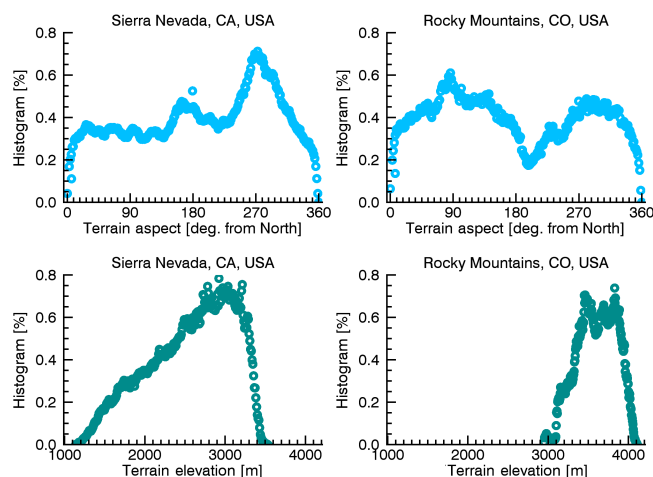 Sierra Nevada, CA, USA
Rocky Mountains, CO, USA
Histogram [%]
0.8
0.6
0.4
0.2
0.0
0 90 180 270 360
Terrain aspect [deg. from North]
Histogram [%]
0.8
0.6
0.4
0.2
0.0
0 90 180 270 360
Terrain aspect [deg. from North]
Sierra Nevada, CA, USA
Rocky Mountains, CO, USA
Histogram [%]
0.8
0.6
0.4
0.2
0.0
1000 2000 3000 4000
Terrain elevation [m]
Histogram [%]
0.8
0.6
0.4
0.2
0.0
1000 2000 3000 4000
Terrain elevation [m]